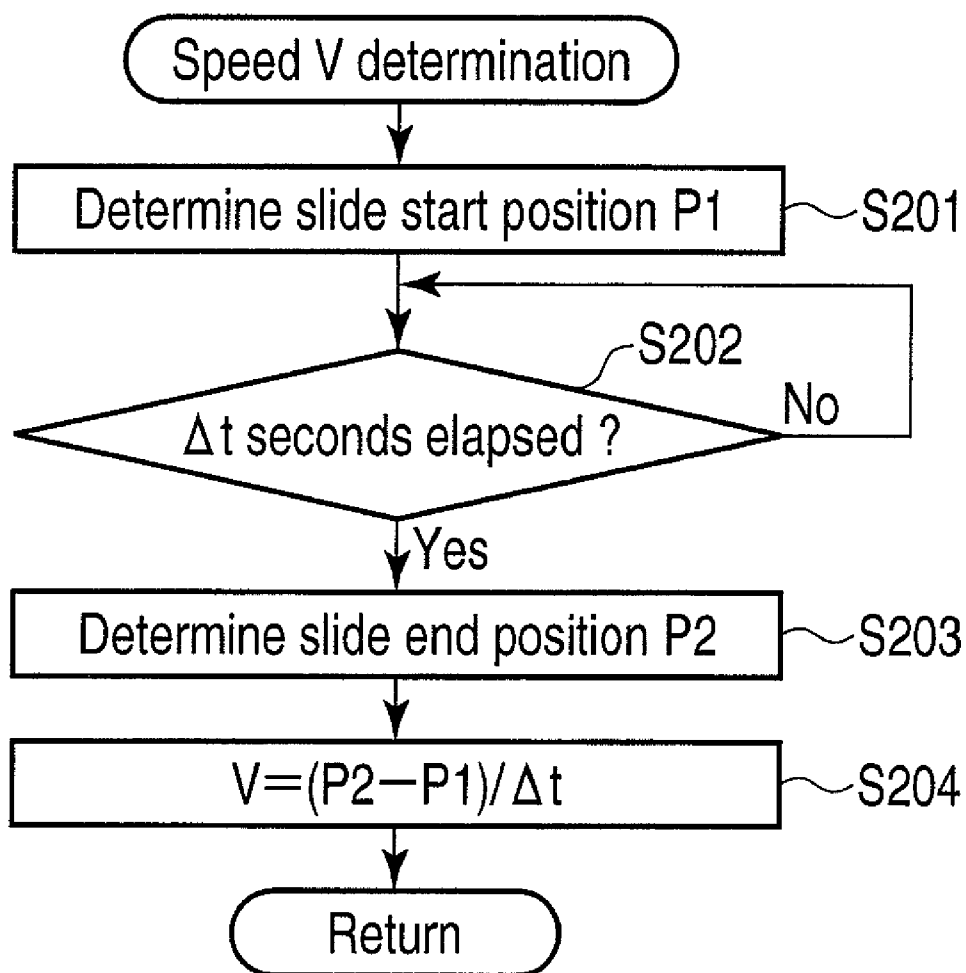 Speed V determination
Determine slide start position P1
S201
S202
Δt seconds elapsed ?
No
Yes
Determine slide end position P2
S203
V=(P2−P1)/Δt
S204
Return